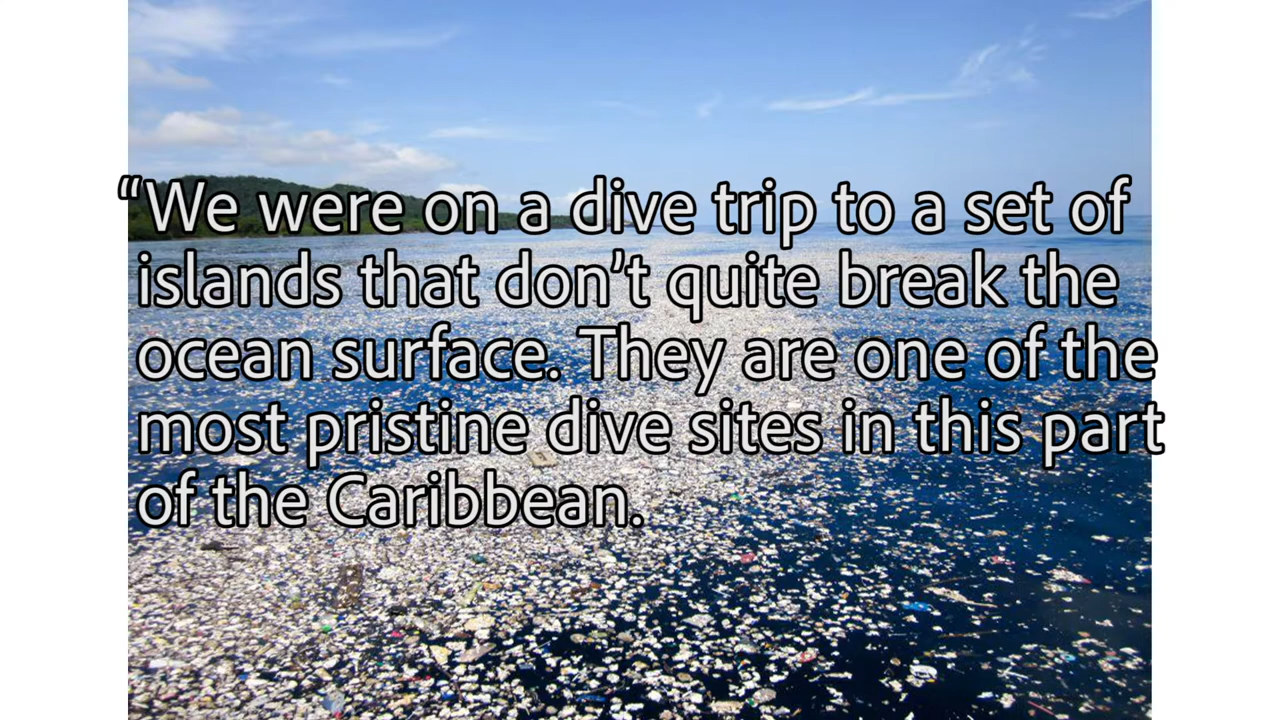 “We were on a dive trip to a set of
islands that don’t quite break the
ocean surface. They are one of the
most pristine dive sites in this part
of the Caribbean.